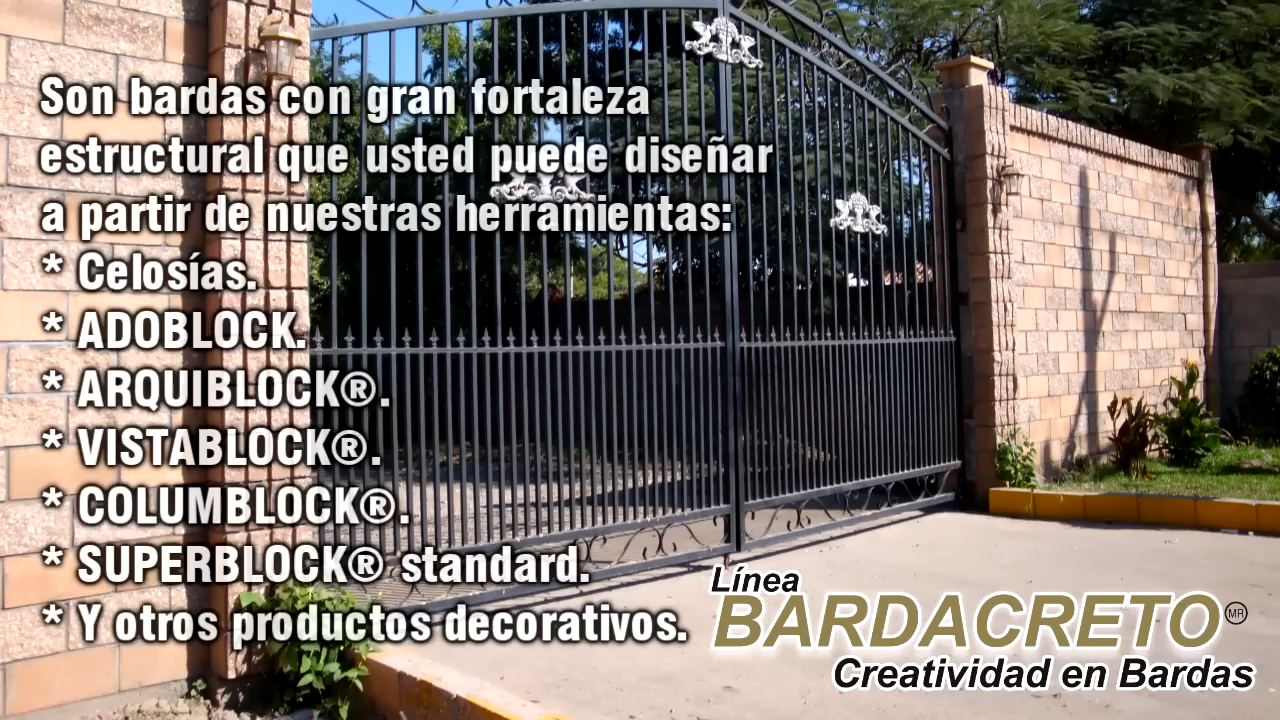 Son bardas con gran fortaleza
estructural que usted puede diseñar
a partir de nuestras herramientas:
* Celosías.
* ADOBLOCK.
* ARQUIBLOCK®.
* VISTABLOCK®.
* COLUMBLOCK®.
* SUPERBLOCK® standard.
* Y otros productos decorativos.
Línea
BARDACRETO MR
Creatividad en Bardas